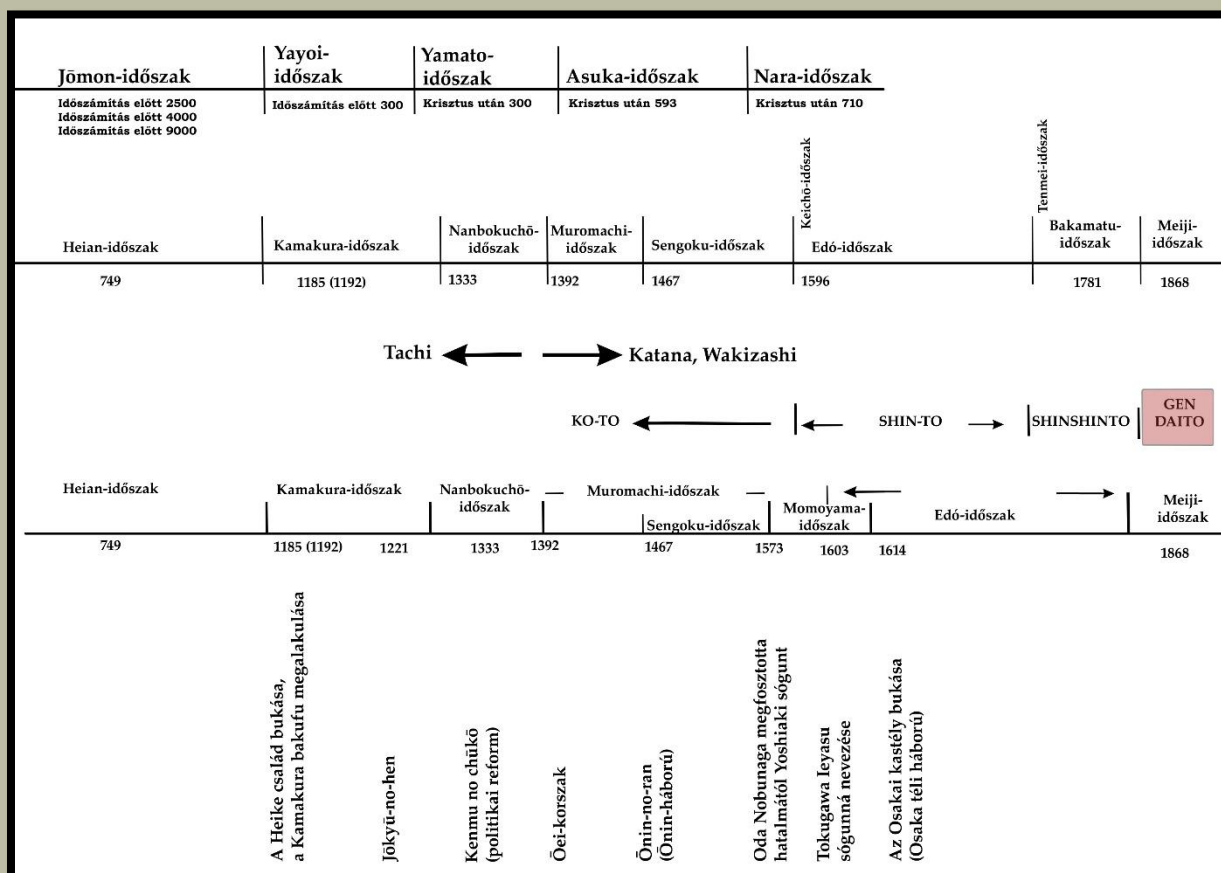 Jōmon-időszak
Yayoi-
időszak
Yamato-
időszak
Asuka-időszak
Nara-időszak
Időszámítás előtt 2500
Időszámítás előtt 4000
Időszámítás előtt 9000
Időszámítás előtt 300
Krisztus után 300
Krisztus után 593
Krisztus után 710
Keichō-időszak
Tenmei-időszak
Heian-időszak
Kamakura-időszak
Nanbokuchō-
időszak
Muromachi-
időszak
Sengoku-időszak
Edó-időszak
Bakamatu-
időszak
Meiji-
időszak
749
1185 (1192)
1333
1392
1467
1596
1781
1868
Tachi
Katana, Wakizashi
KO-TO
SHIN-TO
SHINSHINTO
GEN
DAITO
Heian-időszak
Kamakura-időszak
Nanbokuchō-
időszak
Muromachi-időszak
Sengoku-időszak
Momoyama-
időszak
Edó-időszak
Meiji-
időszak
749
1185 (1192)
1221
1333
1392
1467
1573
1603
1614
1868
A Heike család bukása,
a Kamakura bakufu megalakulása
Jōkyū-no-hen
Kenmu no chūkō
(politikai reform)
Ōei-korszak
Ōnin-no-ran
(Ōnin-háború)
Oda Nobunaga megfosztotta
hatalmától Yoshiaki sógunt
Tokugawa Ieyasu
sógunná nevezése
Az Osakai kastély bukása
(Osaka téli háború)